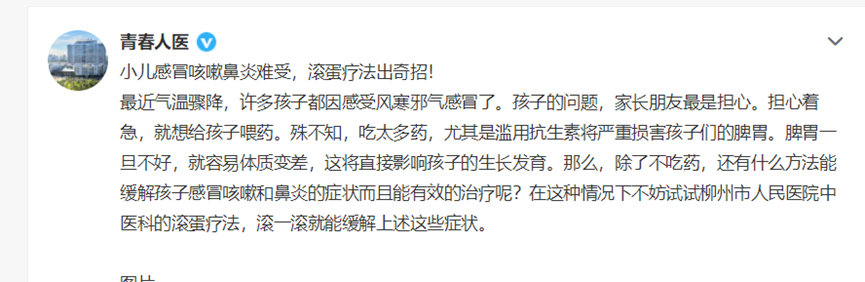 青春人医
小儿感冒咳嗽鼻炎难受，滚蛋疗法出奇招！
最近气温骤降，许多孩子都因感受风寒邪气感冒了。孩子的问题，家长朋友最是担心。担心着
急，就想给孩子喂药。殊不知，吃太多药，尤其是滥用抗生素将严重损害孩子们的脾胃。脾胃一
旦不好，就容易体质变差，这将直接影响孩子的生长发育。那么，除了不吃药，还有什么方法能
缓解孩子感冒咳嗽和鼻炎的症状而且能有效的治疗呢？在这种情况下不妨试试柳州市人民医院中
医科的滚蛋疗法，滚一滚就能缓解上述这些症状。
图片